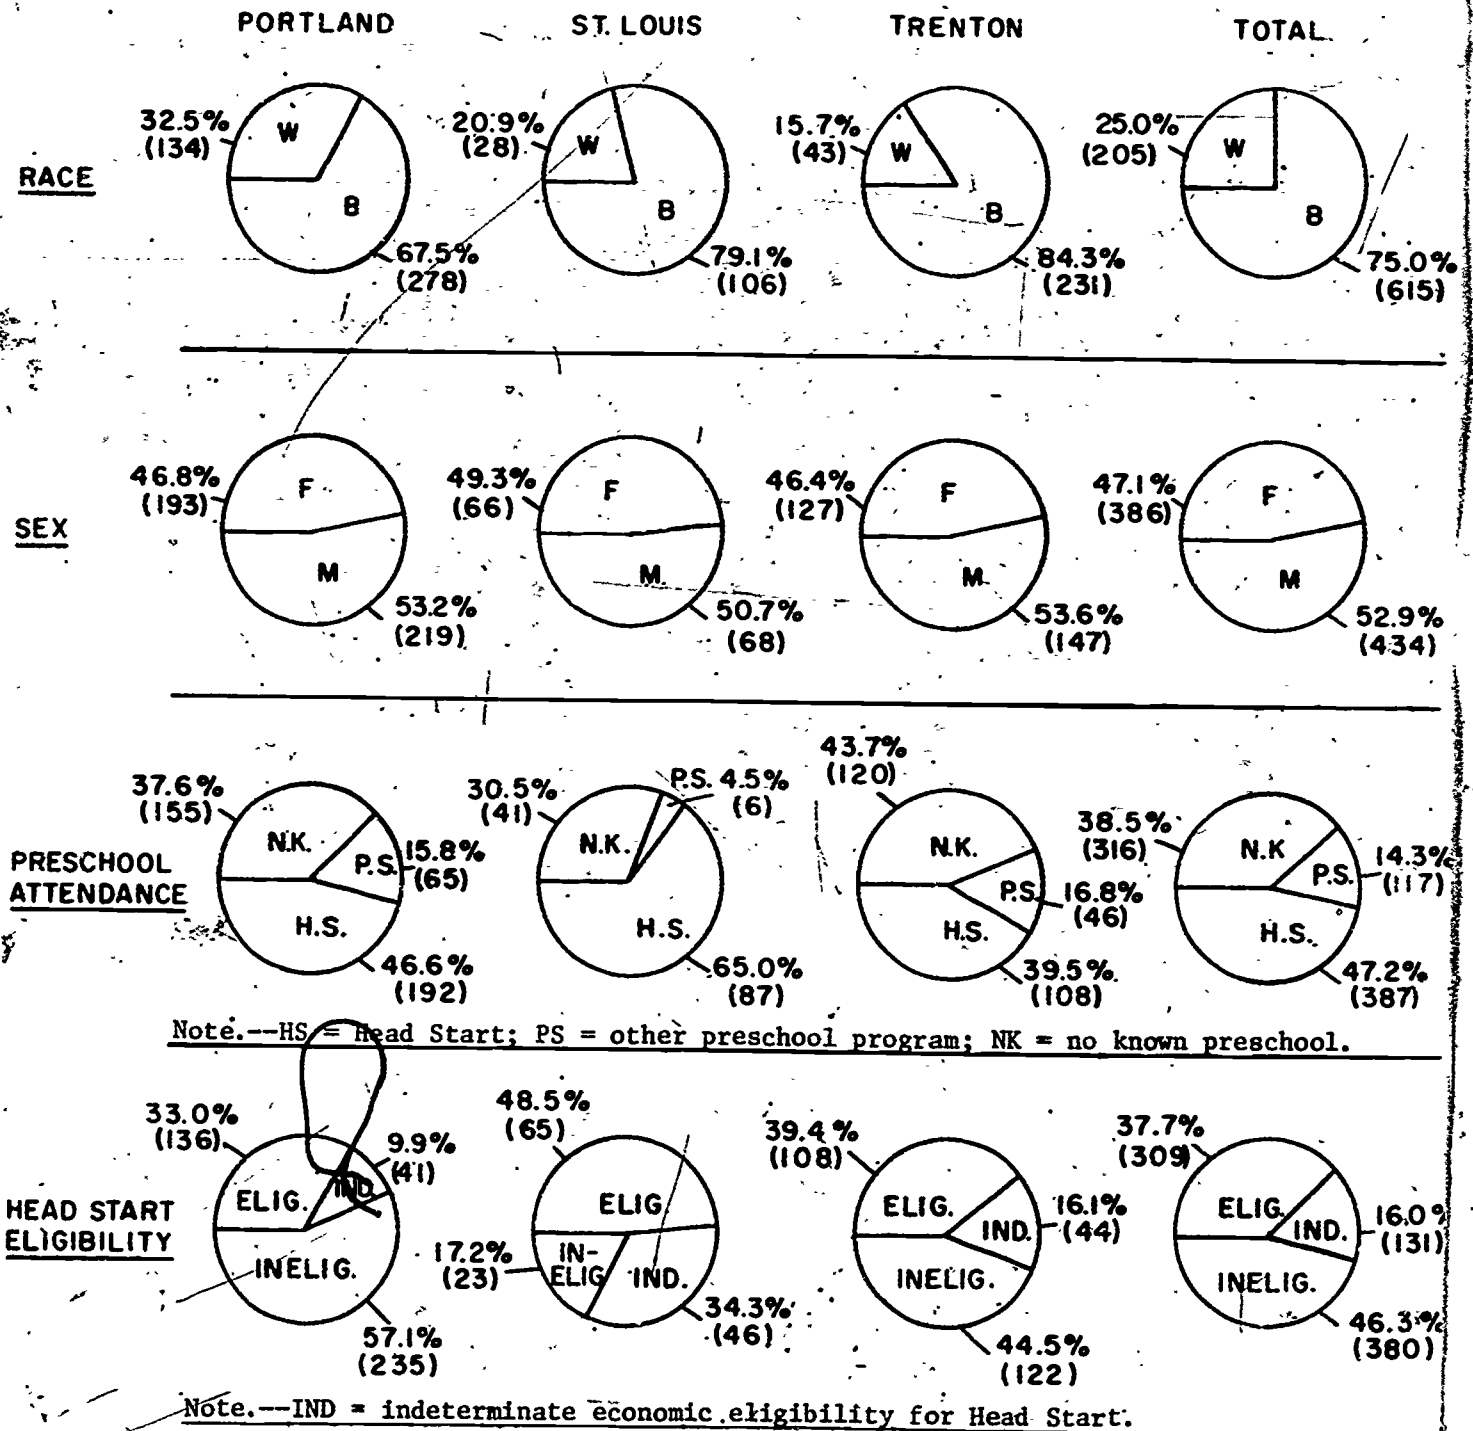 PORTLAND ST. LOUIS TRENTON TOTAL
RACE
32.5%
(134)
W
B
67.5%
(278)
20.9%
(28)
W
B
79.1%
(106)
15.7%
(43)
W
B
84.3%
(231)
25.0%
(205)
W
B
75.0%
(615)
SEX
46.8%
(193)
F
M
53.2%
(219)
49.3%
(66)
F
M
50.7%
(68)
46.4%
(127)
F
M
53.6%
(147)
47.1%
(386)
F
M
52.9%
(434)
PRESCHOOL
ATTENDANCE
37.6%
(155)
N.K.
P.S.
15.8%
(65)
H.S.
46.6%
(192)
30.5%
(41)
N.K.
P.S. 4.5%
(6)
H.S.
65.0%
(87)
43.7%
(120)
N.K.
P.S.
16.8%
(46)
H.S.
39.5%
(108)
38.5%
(316)
N.K
P.S.
14.3%
(117)
H.S.
47.2%
(387)
Note.--HS = Head Start; PS = other preschool program; NK = no known preschool.
HEAD START
ELIGIBILITY
33.0%
(136)
ELIG.
9.9%
(41)
IND.
INELIG.
57.1%
(235)
48.5%
(65)
ELIG.
17.2%
(23)
IN-
ELIG
IND.
34.3%
(46)
39.4%
(108)
ELIG.
IND.
16.1%
(44)
INELIG.
44.5%
(122)
37.7%
(309)
ELIG.
IND.
16.0%
(131)
INELIG.
46.3%
(380)
Note.--IND = indeterminate economic eligibility for Head Start.